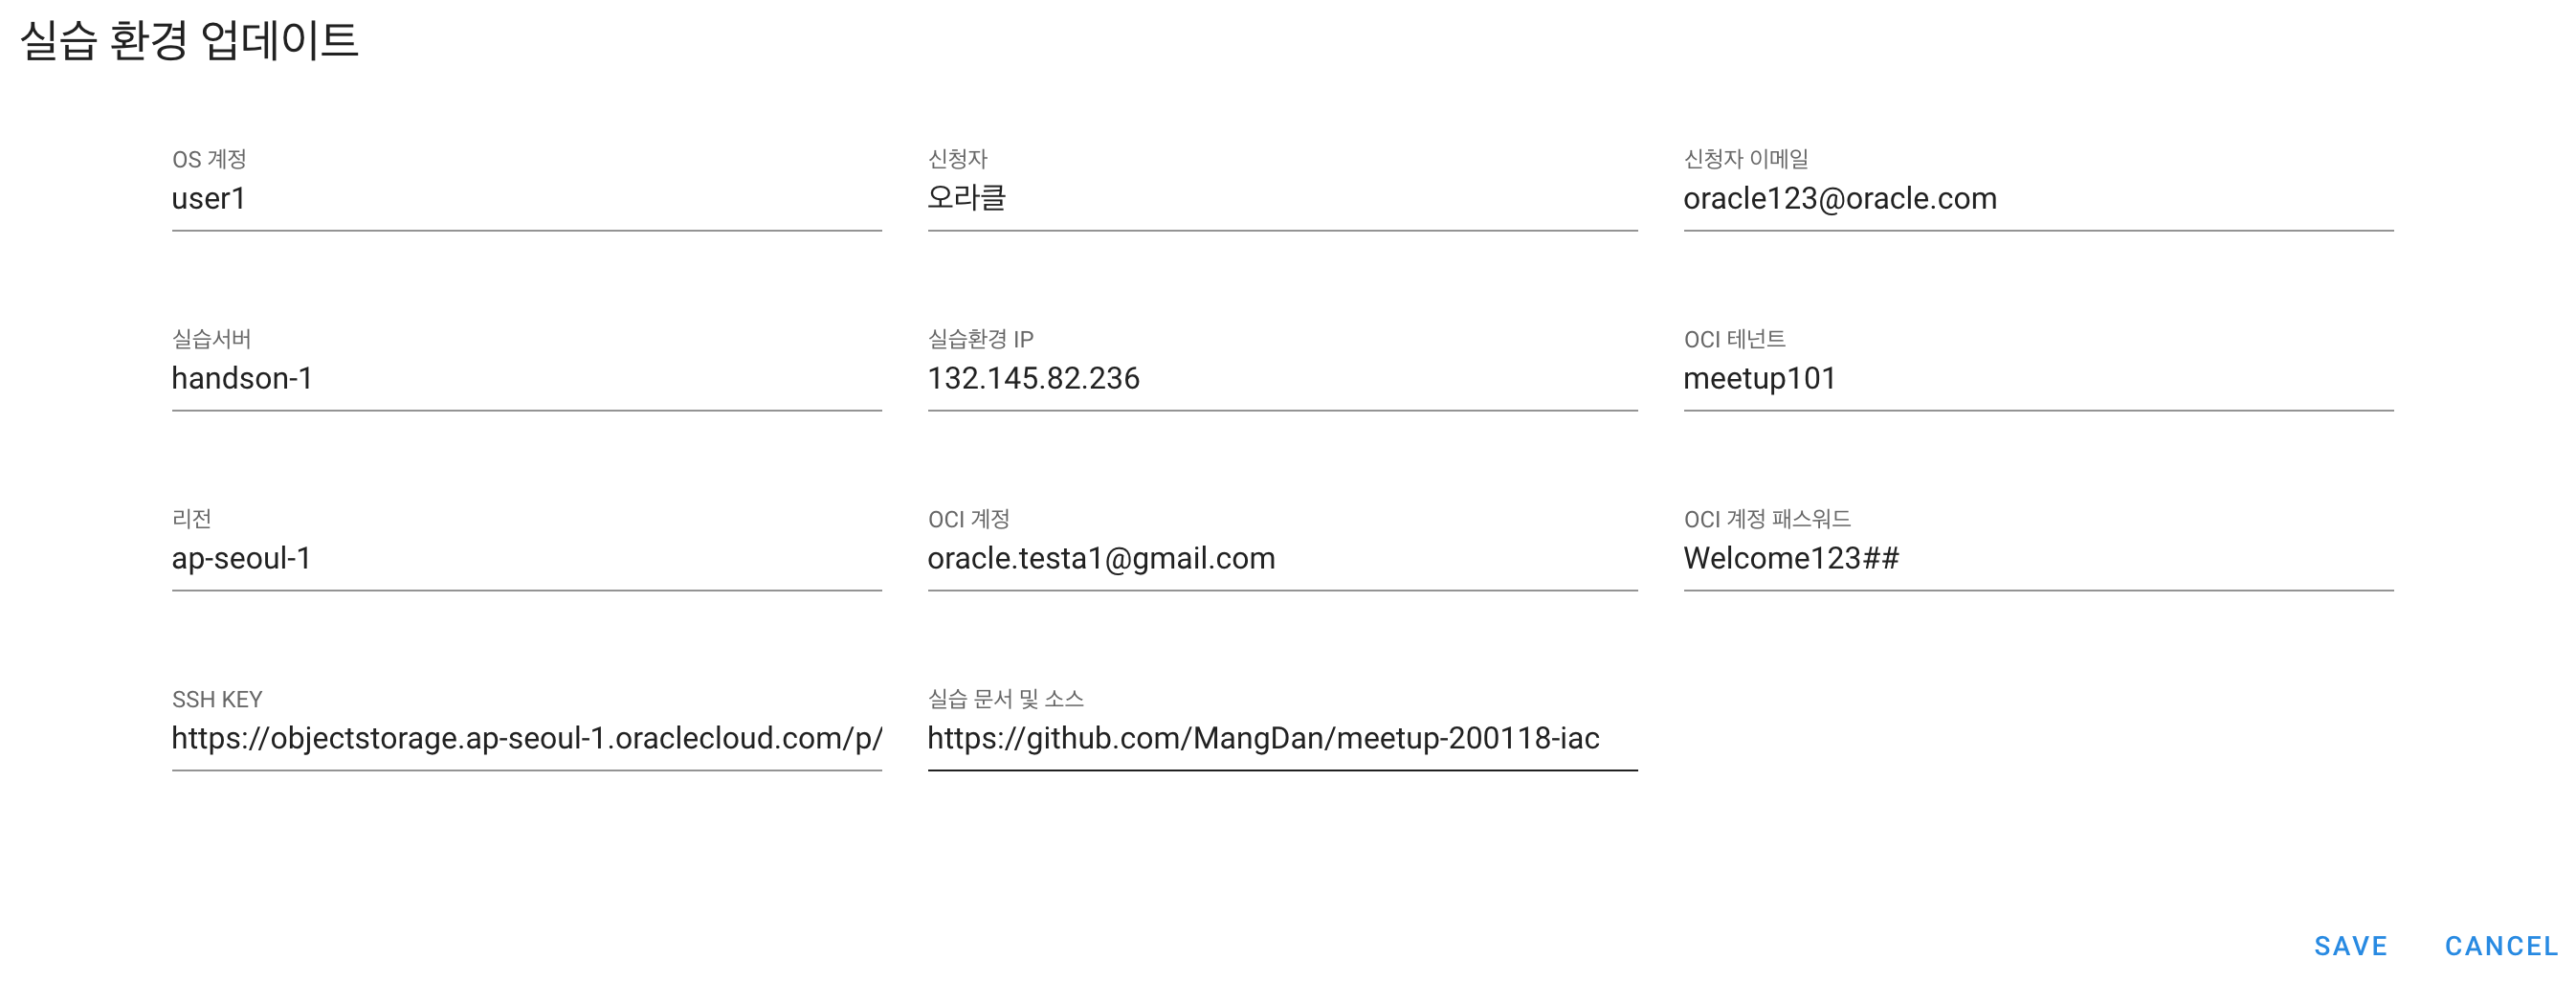 실습 환경 업데이트
OS 계정
user1
신청자
오라클
신청자 이메일
oracle123@oracle.com
실습서버
handson-1
실습환경 IP
132.145.82.236
OCI 테넌트
meetup101
리전
ap-seoul-1
OCI 계정
oracle.testa1@gmail.com
OCI 계정 패스워드
Welcome123##
SSH KEY
https://objectstorage.ap-seoul-1.oraclecloud.com/p/
실습 문서 및 소스
https://github.com/MangDan/meetup-200118-iac
SAVE
CANCEL